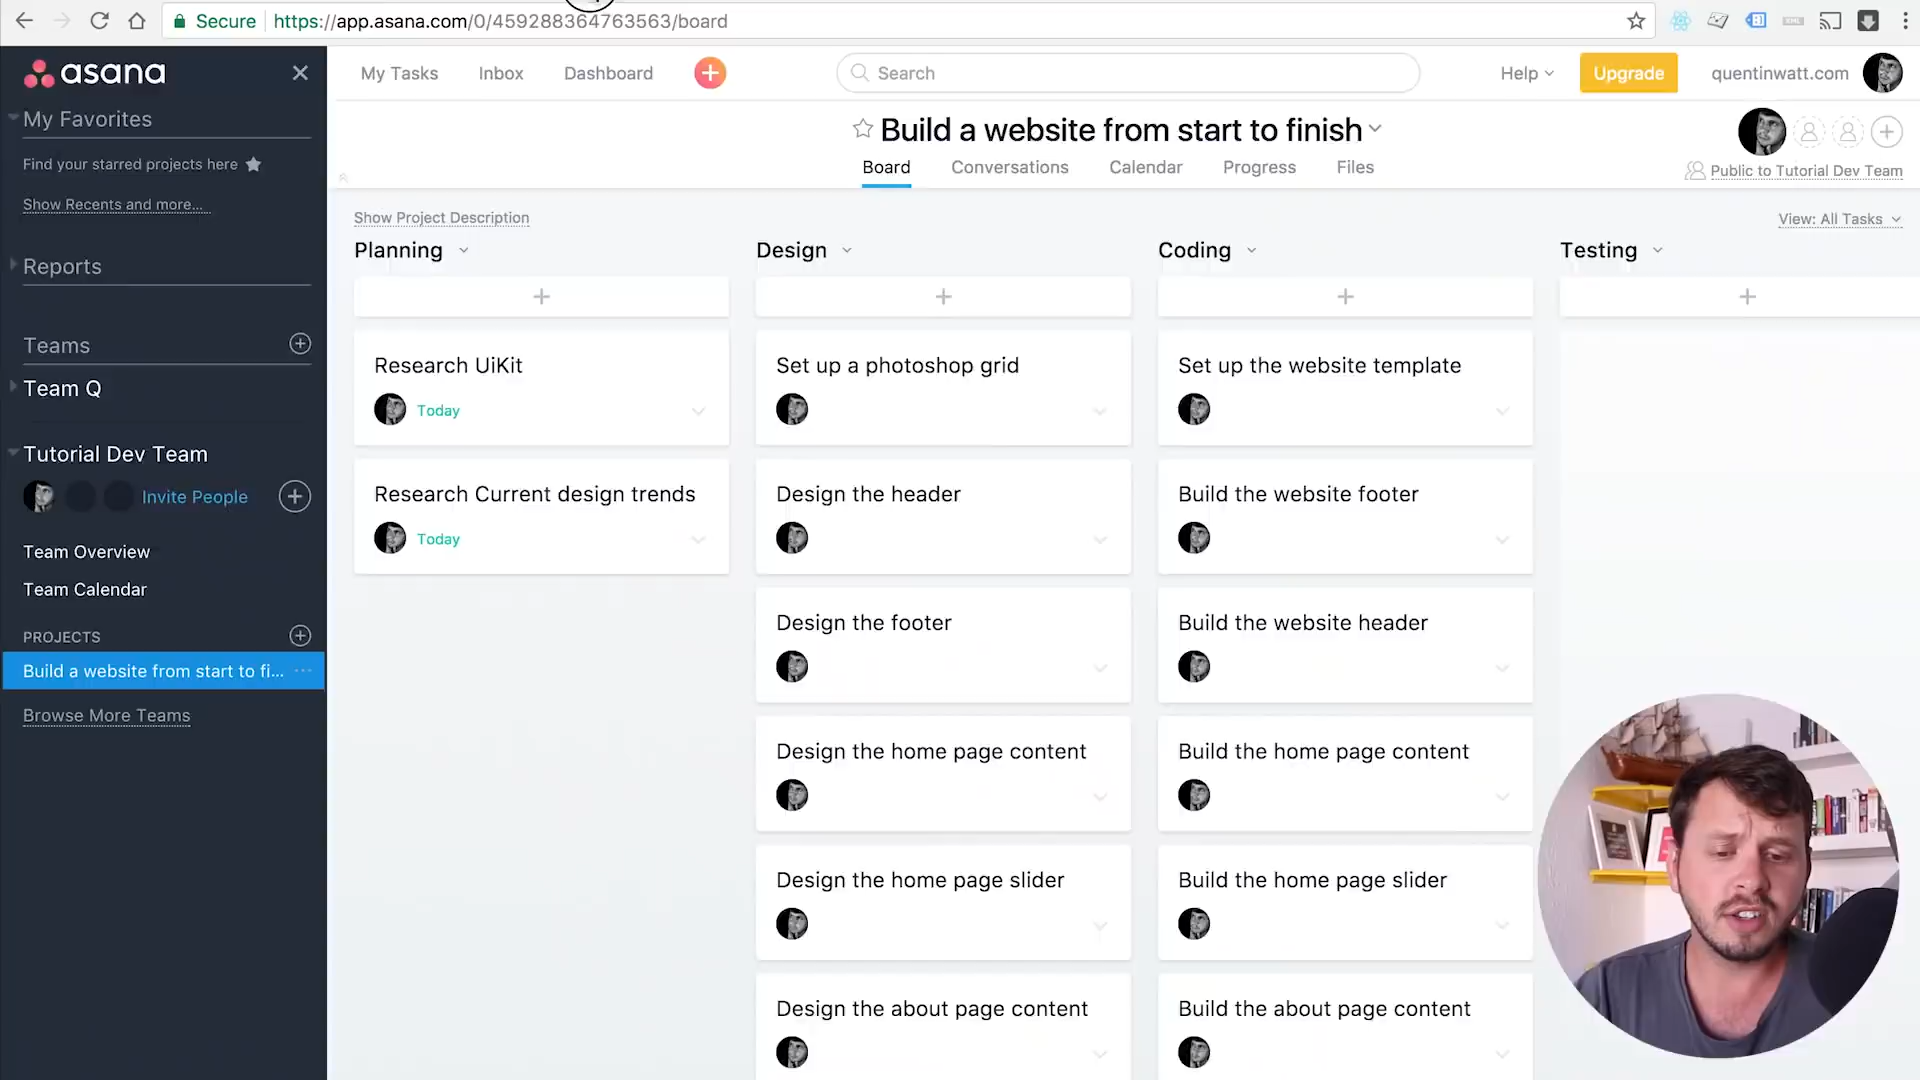 Secure
https://app.asana.com/0/459288364763563/board
asana
My Tasks
Inbox
Dashboard
Search
Help
Upgrade
quentinwatt.com
My Favorites
Find your starred projects here
Show Recents and more...
Reports
Teams
Team Q
Tutorial Dev Team
Invite People
Team Overview
Team Calendar
PROJECTS
Build a website from start to fi...
Browse More Teams
Build a website from start to finish
Board
Conversations
Calendar
Progress
Files
Public to Tutorial Dev Team
Show Project Description
View: All Tasks
Planning
Research UiKit
Today
Research Current design trends
Today
Design
Set up a photoshop grid
Design the header
Design the footer
Design the home page content
Design the home page slider
Design the about page content
Coding
Set up the website template
Build the website footer
Build the website header
Build the home page content
Build the home page slider
Build the about page content
Testing